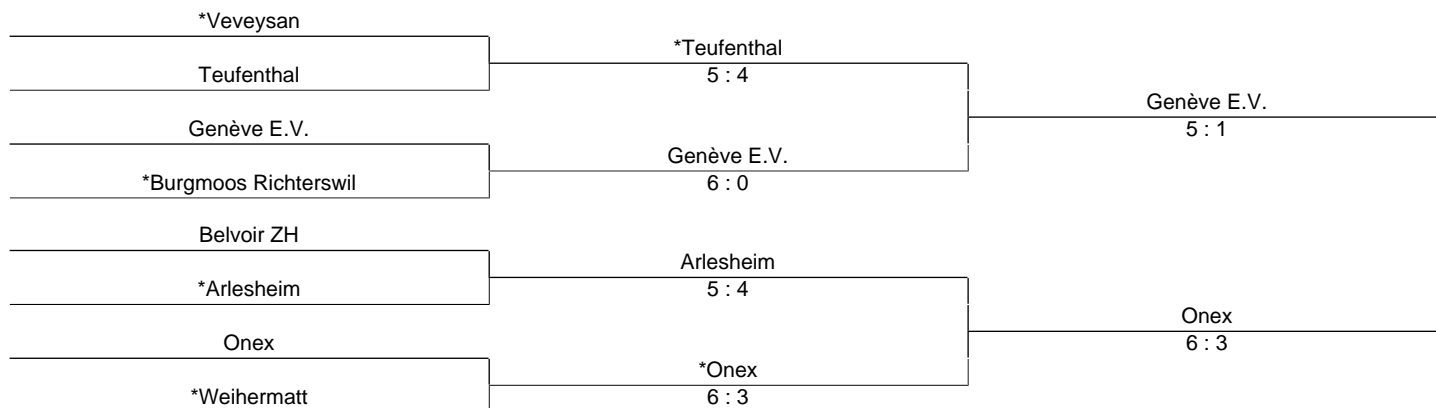 *Veveysan
Teufenthal
Genève E.V.
*Burgmoos Richterswil
Belvoir ZH
*Arlesheim
Onex
*Weihermatt
*Teufenthal
5 : 4
Genève E.V.
6 : 0
Arlesheim
5 : 4
*Onex
6 : 3
Genève E.V.
5 : 1
Onex
6 : 3